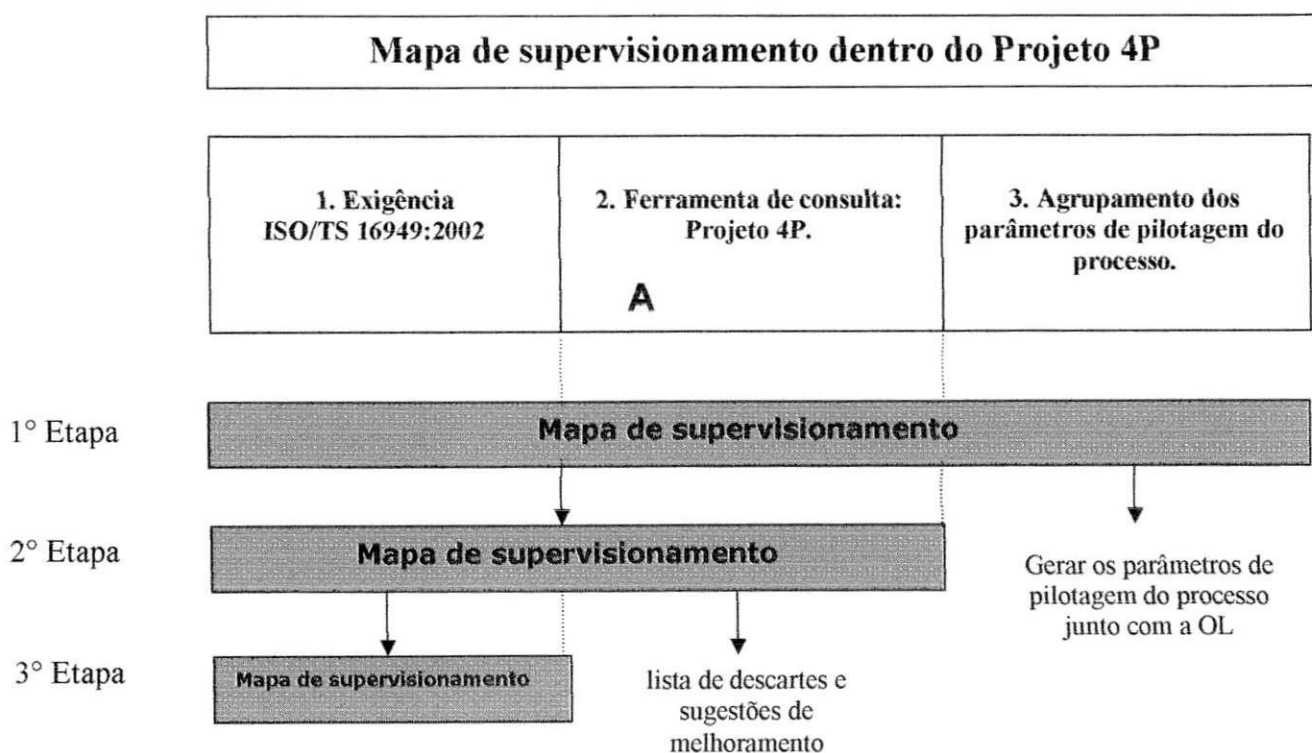 Mapa de supervisionamento dentro do Projeto 4P
1. Exigência
ISO/TS 16949:2002
2. Ferramenta de consulta:
Projeto 4P.
A
3. Agrupamento dos
parâmetros de pilotagem do
processo.
1° Etapa
Mapa de supervisionamento
2° Etapa
Mapa de supervisionamento
Gerar os parâmetros de
pilotagem do processo
junto com a OL
3° Etapa
Mapa de supervisionamento
lista de descartes e
sugestões de
melhoramento